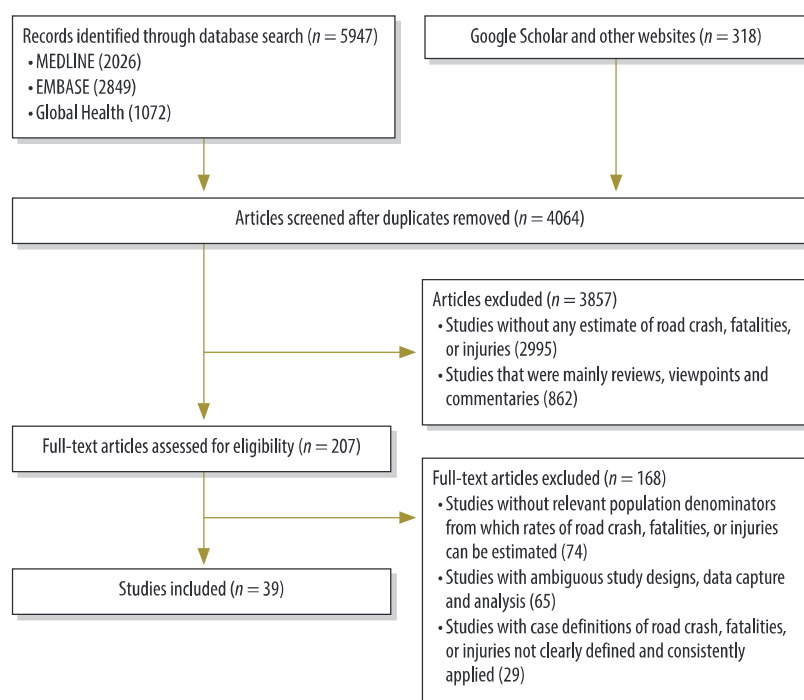 Records identified through database search (n = 5947)
• MEDLINE (2026)
• EMBASE (2849)
• Global Health (1072)
Google Scholar and other websites (n = 318)
Articles screened after duplicates removed (n = 4064)
Articles excluded (n = 3857)
• Studies without any estimate of road crash, fatalities,
or injuries (2995)
• Studies that were mainly reviews, viewpoints and
commentaries (862)
Full-text articles assessed for eligibility (n = 207)
Full-text articles excluded (n = 168)
• Studies without relevant population denominators
from which rates of road crash, fatalities, or injuries
can be estimated (74)
• Studies with ambiguous study designs, data capture
and analysis (65)
• Studies with case definitions of road crash, fatalities,
or injuries not clearly defined and consistently
applied (29)
Studies included (n = 39)